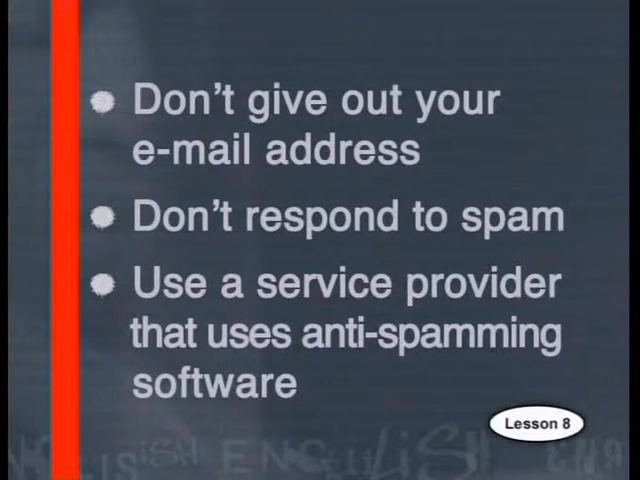 Don't give out your
e-mail address
Don't respond to spam
Use a service provider
that uses anti-spamming
software
Lesson 8
ENGLISH